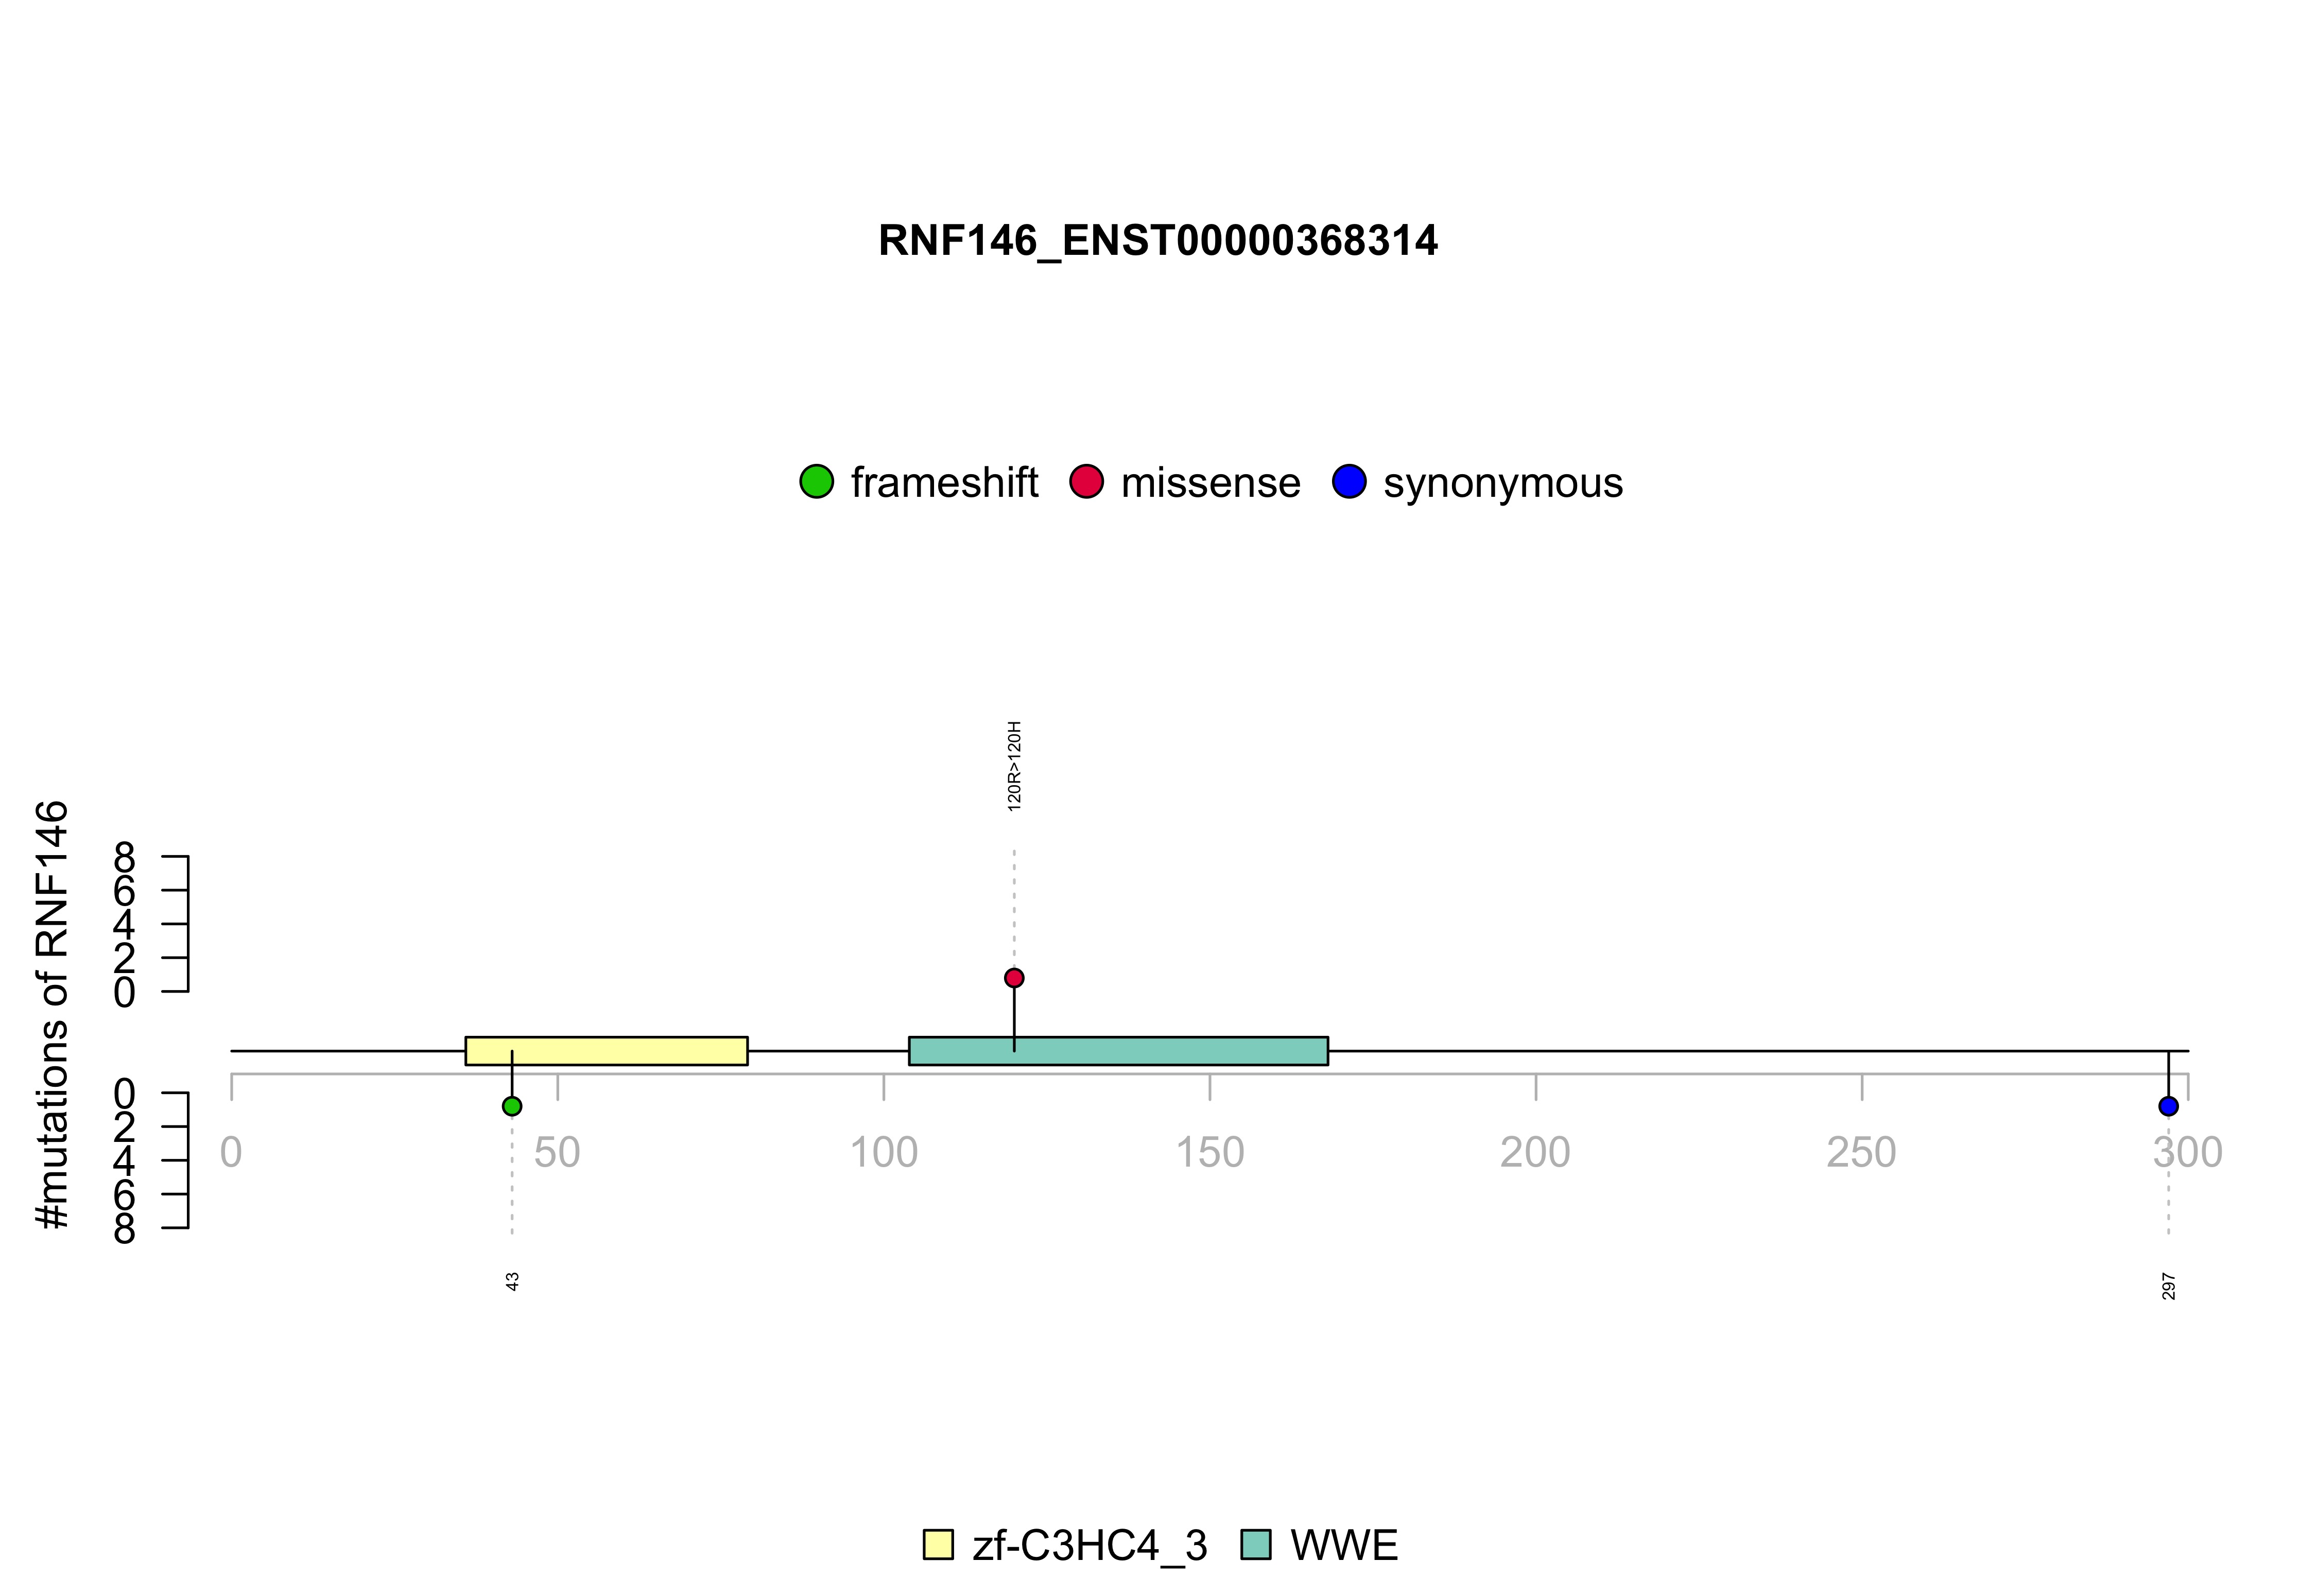 RNF146_ENST00000368314
frameshift missense synonymous
120R>120H
#mutations of RNF146
8
6
4
2
0
0
2
4
6
8
0 50 100 150 200 250 300
43 297
zf-C3HC4_3 WWE